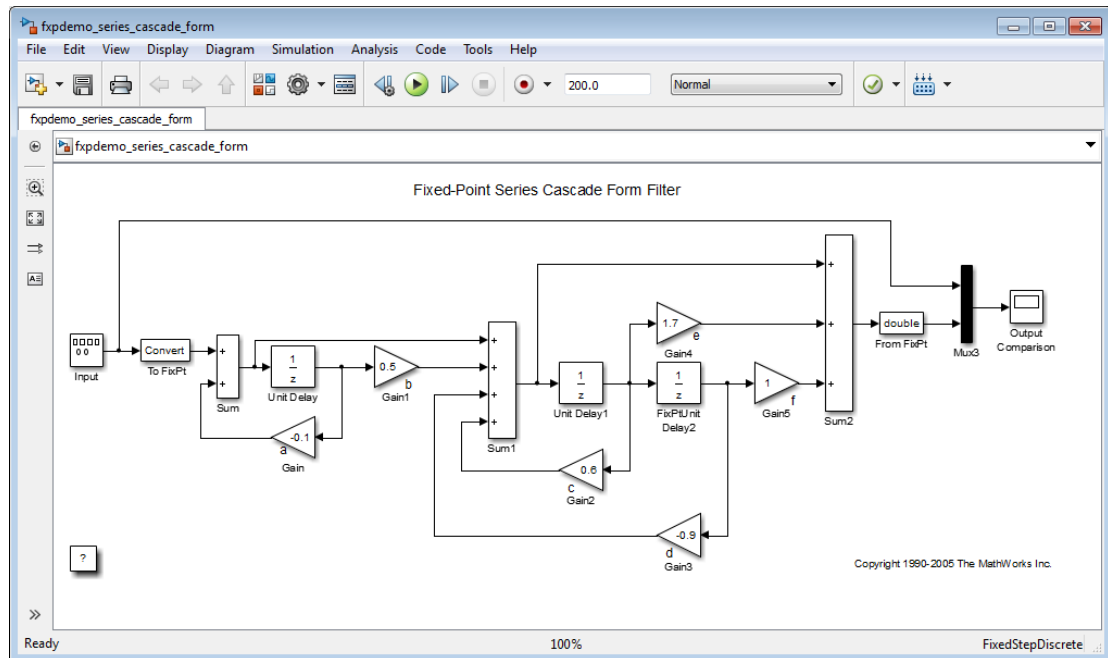 fxpdemo_series_cascade_form
File Edit View Display Diagram Simulation Analysis Code Tools Help
200.0 Normal
fxpdemo_series_cascade_form
fxpdemo_series_cascade_form
Fixed-Point Series Cascade Form Filter
Input
Convert
To FixPt
+
+
Sum
1
z
Unit Delay
-0.1
a
Gain
0.5
b
Gain1
+
+
+
+
Sum1
1
z
Unit Delay1
0.6
c
Gain2
1
z
FixPtUnit
Delay2
-0.9
d
Gain3
1.7
e
Gain4
1
f
Gain5
+
+
+
Sum2
double
From FixPt
Mux3
Output
Comparison
?
Copyright 1990-2005 The MathWorks Inc.
Ready 100% FixedStepDiscrete